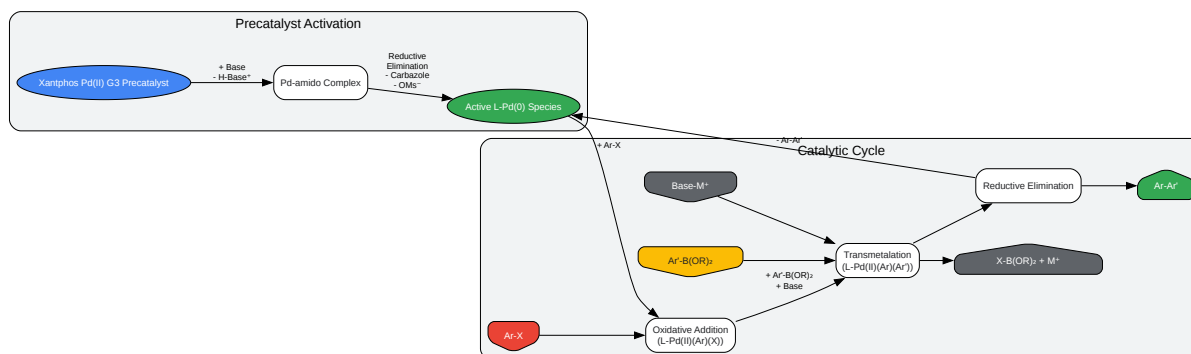 Precatalyst Activation
Xantphos Pd(II) G3 Precatalyst
+ Base
- H-Base⁺
Pd-amido Complex
Reductive
Elimination
- Carbazole
- OMs⁻
Active L-Pd(0) Species
+ Ar-X
- Ar-Ar'
Catalytic Cycle
Base-M⁺
Reductive Elimination
Ar-Ar'
Ar'-B(OR)₂
Transmetalation
(L-Pd(II)(Ar)(Ar'))
X-B(OR)₂ + M⁺
+ Ar'-B(OR)₂
+ Base
Ar-X
Oxidative Addition
(L-Pd(II)(Ar)(X))